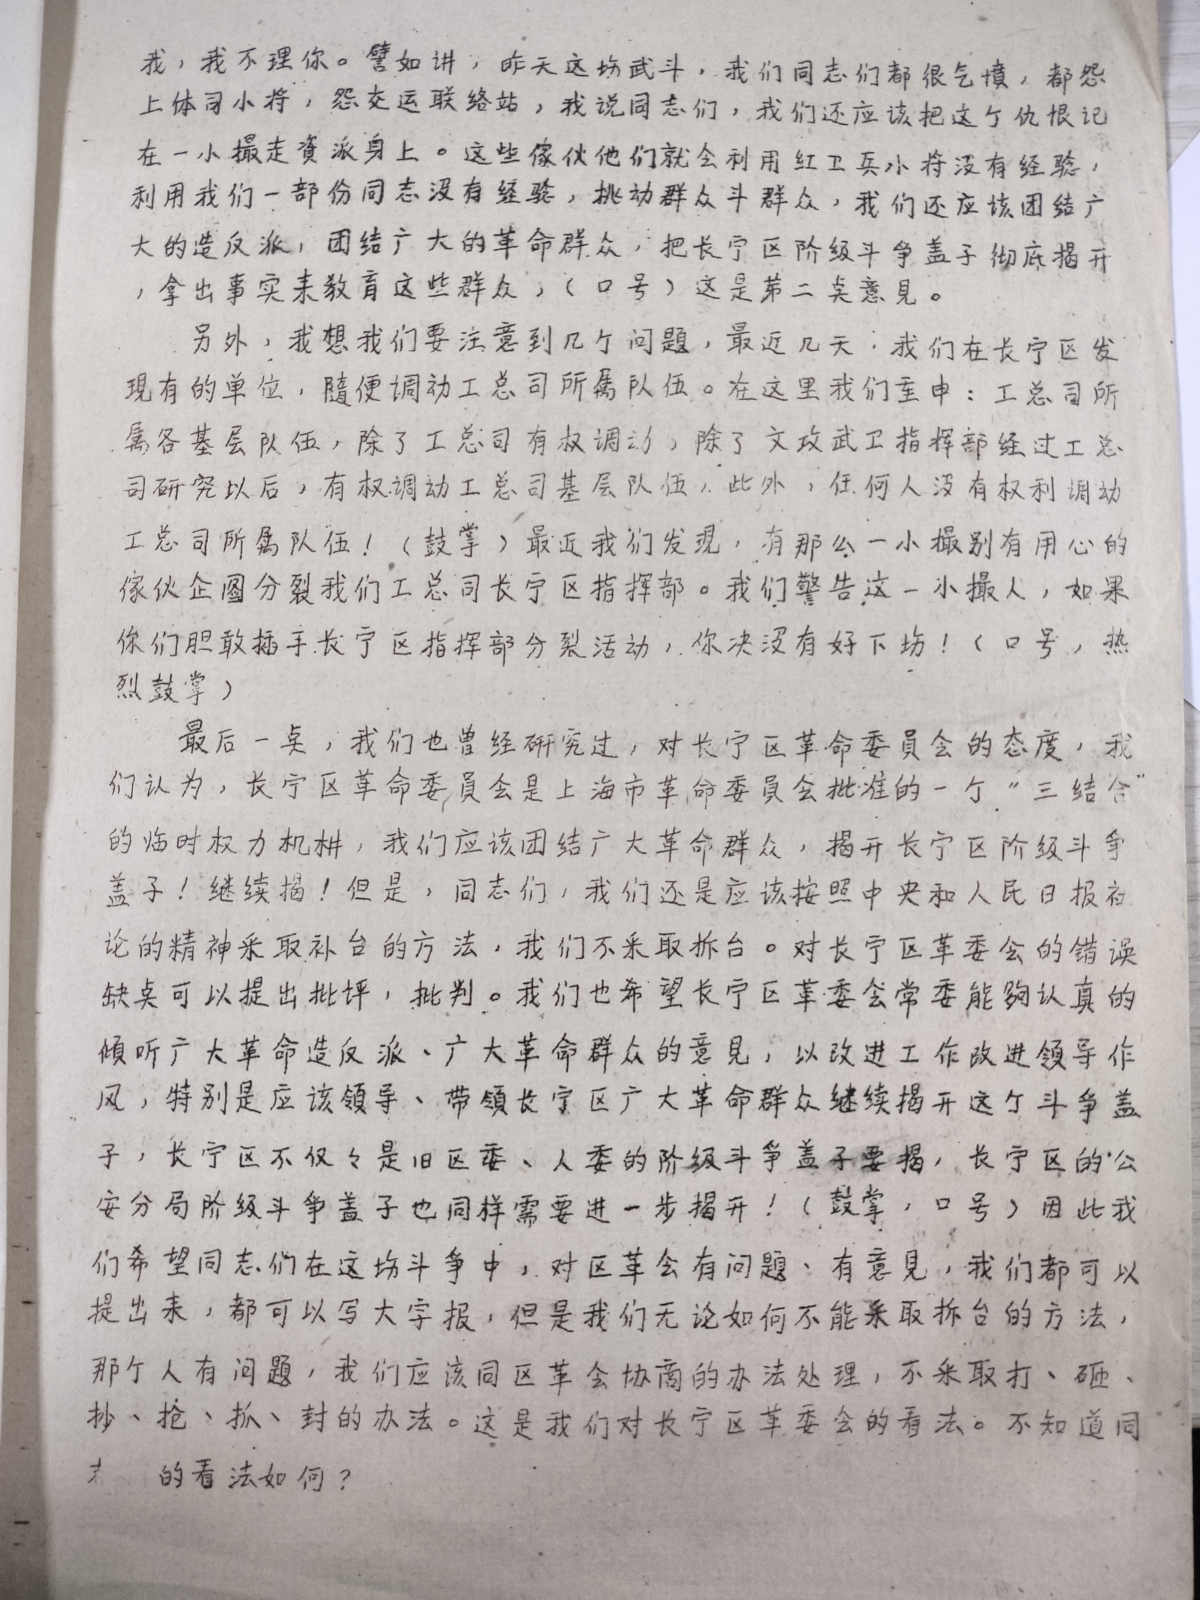 我，我不理你。譬如讲，昨天这场武斗，我们同志们都很气愤，都怨
上体司小将，怨交运联络站，我说同志们，我们还应该把这个仇恨记
在一小撮走資派身上。这些傢伙他们就会利用红卫兵小将没有经验，
利用我们一部份同志没有经验，挑动群众斗群众，我们还应该团结广
大的造反派，团结广大的革命群众，把长宁区阶级斗争盖子彻底揭开
，拿出事实来教育这些群众，（口号）这是第二点意見。
另外，我想我们要注意到几个问題，最近几天，我们在长宁区发
现有的单位，隨便调动工总司所属队伍。在这里我们重申：工总司所
属各基层队伍，除了工总司有权调动，除了文攻武卫指挥部经过工总
司研究以后，有权调动工总司基层队伍，此外，任何人没有权利调动
工总司所属队伍！（鼓掌）最近我们发现，有那么一小撮别有用心的
傢伙企图分裂我们工总司长宁区指挥部。我们警告这一小撮人，如果
你们胆敢插手长宁区指挥部分裂活动，你决没有好下场！（口号，热
烈鼓掌）
最后一点，我们也曾经研究过，对长宁区革命委員会的态度，我
们认为，长宁区革命委員会是上海市革命委員会批准的一个“三结合”
的临时权力机构，我们应该团结广大革命群众，揭开长宁区阶级斗争
盖子！继续揭！但是，同志们，我们还是应该按照中央和人民日报社
论的精神采取补台的方法，我们不采取拆台。对长宁区革委会的错误
缺点可以提出批评，批判。我们也希望长宁区革委会常委能夠认真的
傾听广大革命造反派、广大革命群众的意見，以改进工作改进领导作
风，特别是应该領导、带領长宁区广大革命群众继续揭开这个斗争盖
子，长宁区不仅々是旧区委、人委的阶级斗争盖子要揭，长宁区的公
安分局阶级斗争盖子也同样需要进一步揭开！（鼓掌，口号）因此我
们希望同志们在这场斗争中，对区革会有问題、有意見，我们都可以
提出来，都可以写大字报，但是我们无论如何不能采取拆台的方法，
那个人有问题，我们应该同区革会协商的办法处理，不采取打、砸、
抄、抢、抓、封的办法。这是我们对长宁区革委会的看法。不知道同
的看法如何？